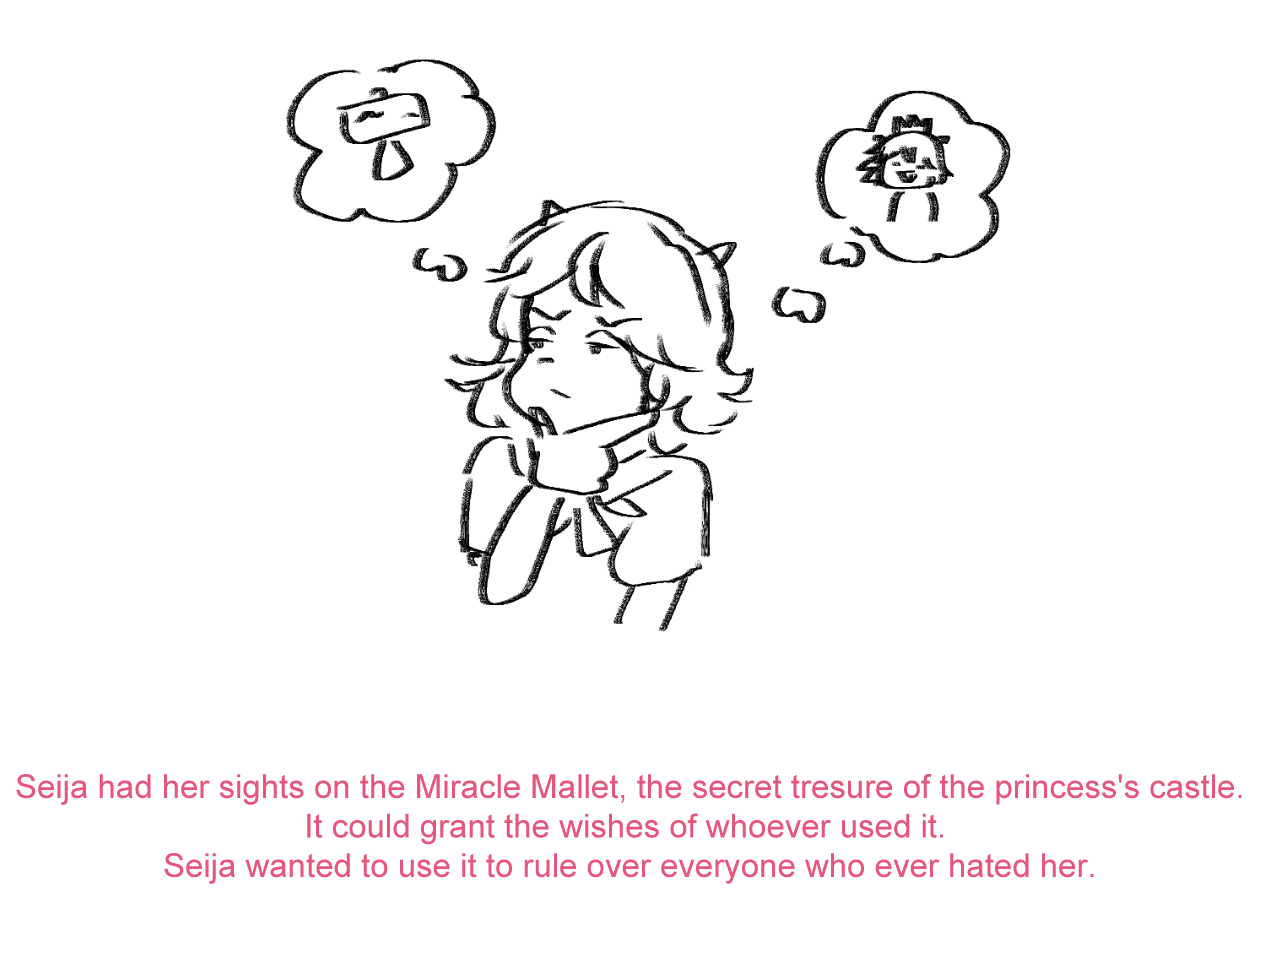 Seija had her sights on the Miracle Mallet, the secret tresure of the princess's castle.
It could grant the wishes of whoever used it.
Seija wanted to use it to rule over everyone who ever hated her.